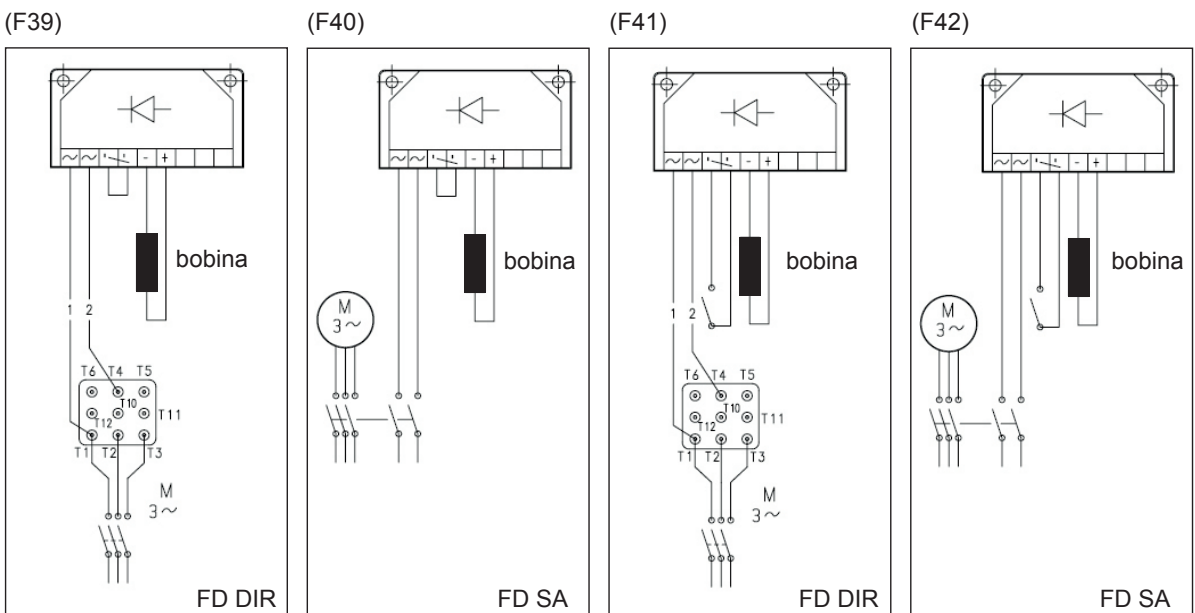 (F39)
(F40)
(F41)
(F42)
~ ~ - +
bobina
1 2
T6 T4 T5
T10
T12 T11
T1 T2 T3
M
3~
FD DIR
~ ~ - +
bobina
M
3~
FD SA
~ ~ - +
bobina
1 2
T6 T4 T5
T10
T12 T11
T1 T2 T3
M
3~
FD DIR
~ ~ - +
bobina
M
3~
FD SA